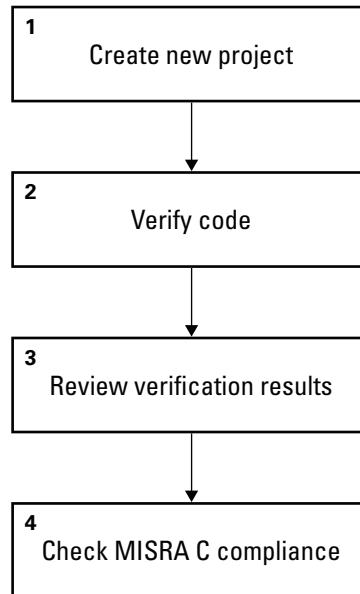 1
Create new project
2
Verify code
3
Review verification results
4
Check MISRA C compliance